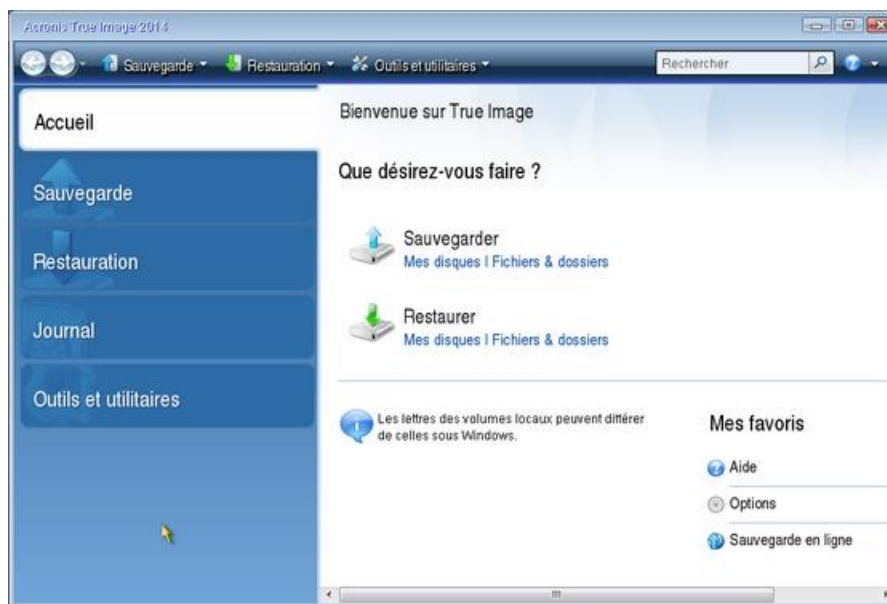 Acronis True Image 2014
Sauvegarde Restauration Outils et utilitaires Rechercher
Accueil
Sauvegarde
Restauration
Journal
Outils et utilitaires
Bienvenue sur True Image
Que désirez-vous faire ?
Sauvegarder
Mes disques | Fichiers & dossiers
Restaurer
Mes disques | Fichiers & dossiers
Les lettres des volumes locaux peuvent différer
de celles sous Windows.
Mes favoris
Aide
Options
Sauvegarde en ligne